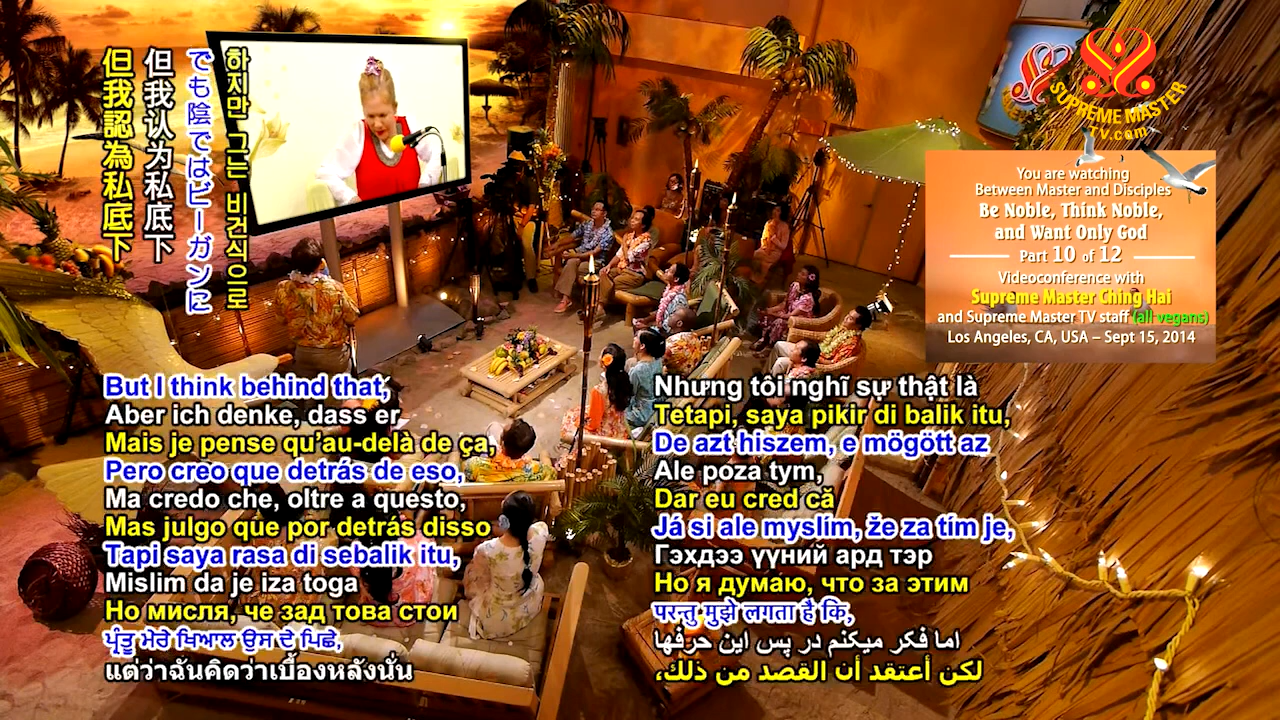 하지만 그는 비건식으로
でも陰ではビーガンに
但我认为私底下
但我認為私底下
SUPREME MASTER
TV.com
You are watching
Between Master and Disciples
Be Noble, Think Noble,
and Want Only God
Part 10 of 12
Videoconference with
Supreme Master Ching Hai
and Supreme Master TV staff (all vegans)
Los Angeles, CA, USA – Sept 15, 2014
But I think behind that,
Aber ich denke, dass er
Mais je pense qu’au-delà de ça,
Pero creo que detrás de eso,
Ma credo che, oltre a questo,
Mas julgo que por detrás disso
Tapi saya rasa di sebalik itu,
Mislim da je iza toga
Но мисля, че зад това стои
ਪ੍ਰੰਤੂ ਮੇਰੇ ਖਿਆਲ ਉਸ ਦੇ ਪਿਛੇ,
แต่ว่าฉันคิดว่าเบื้องหลังนั่น
Nhưng tôi nghĩ sự thật là
Tetapi, saya pikir di balik itu,
De azt hiszem, e mögött az
Ale poza tym,
Dar eu cred că
Já si ale myslím, že za tím je,
Гэхдээ үүний ард тэр
Но я думаю, что за этим
परन्तु मुझे लगता है कि,
اما فکر میکنم در پس این حرفها
لكن أعتقد أن القصد من ذلك،